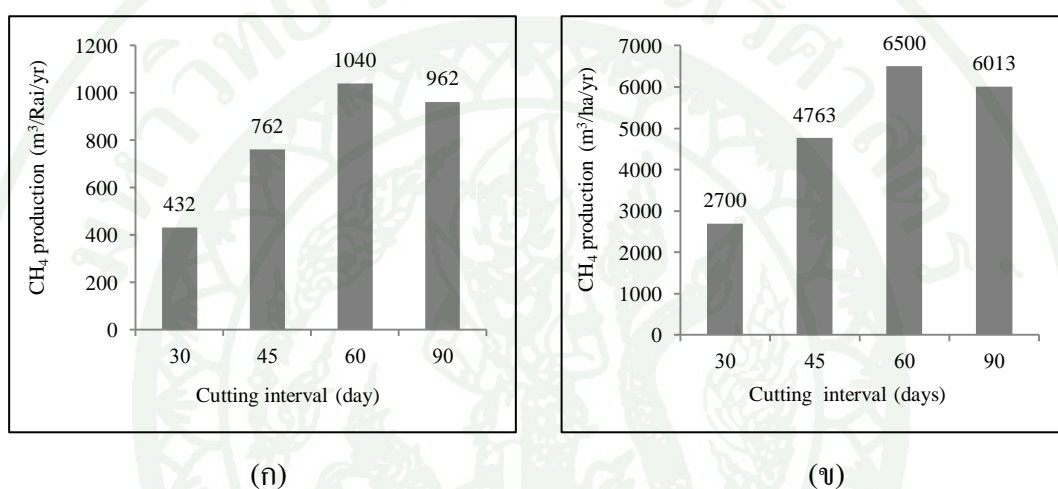 CH4 production (m³/Rai/yr)
1200
1000
800
600
400
200
0
432
762
1040
962
30 45 60 90
Cutting interval (day)
(ก)
CH4 production (m³/ha/yr)
7000
6000
5000
4000
3000
2000
1000
0
2700
4763
6500
6013
30 45 60 90
Cutting interval (days)
(ข)